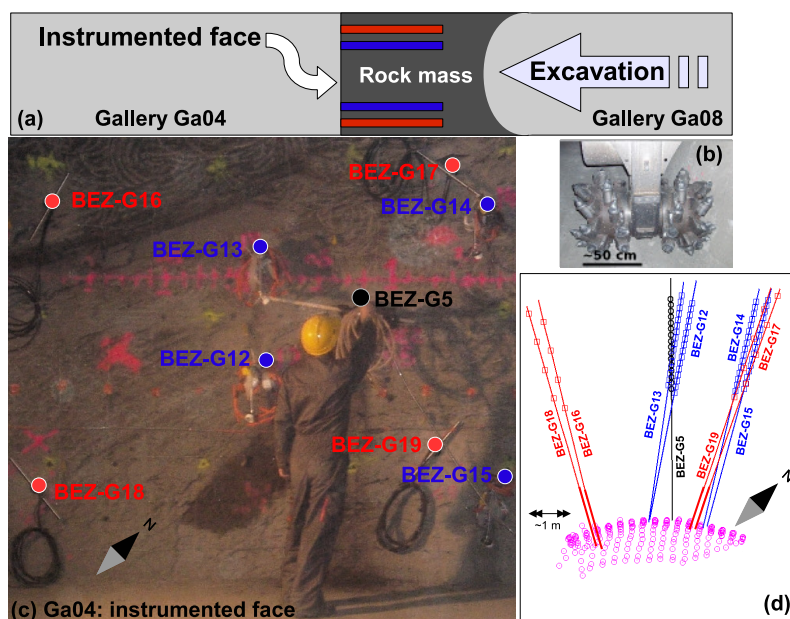 Instrumented face
Rock mass
Excavation
(a)
Gallery Ga04
Gallery Ga08
(b)
~50 cm
BEZ-G17
BEZ-G16
BEZ-G14
BEZ-G13
BEZ-G5
BEZ-G12
BEZ-G19
BEZ-G15
BEZ-G18
N
(c) Ga04: instrumented face
BEZ-G12
BEZ-G14
BEZ-G17
BEZ-G13
BEZ-G16
BEZ-G18
BEZ-G5
BEZ-G19
BEZ-G15
N
~1 m
(d)